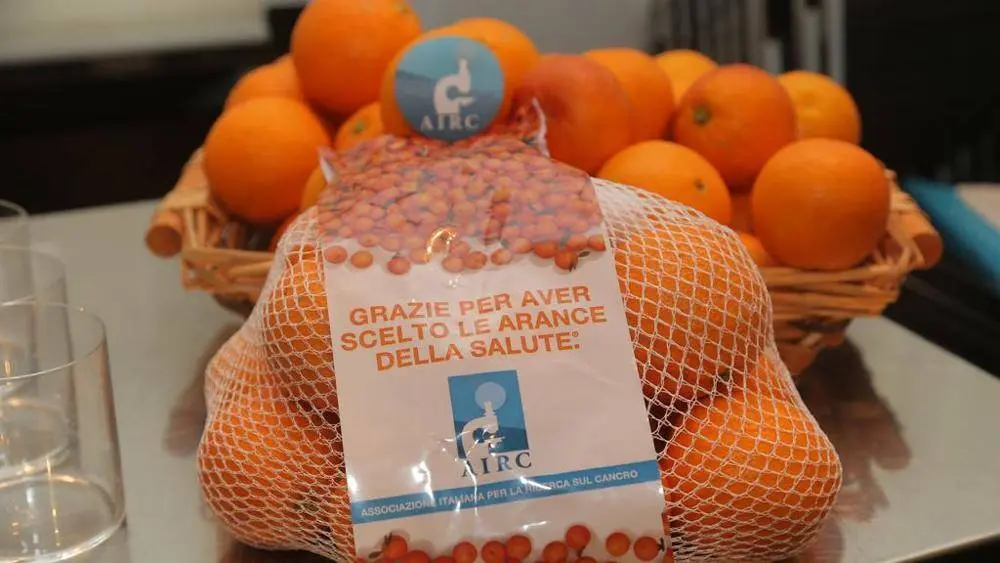 AIRC
GRAZIE PER AVER
SCELTO LE ARANCE
DELLA SALUTE.®
AIRC
ASSOCIAZIONE ITALIANA PER LA RICERCA SUL CANCRO